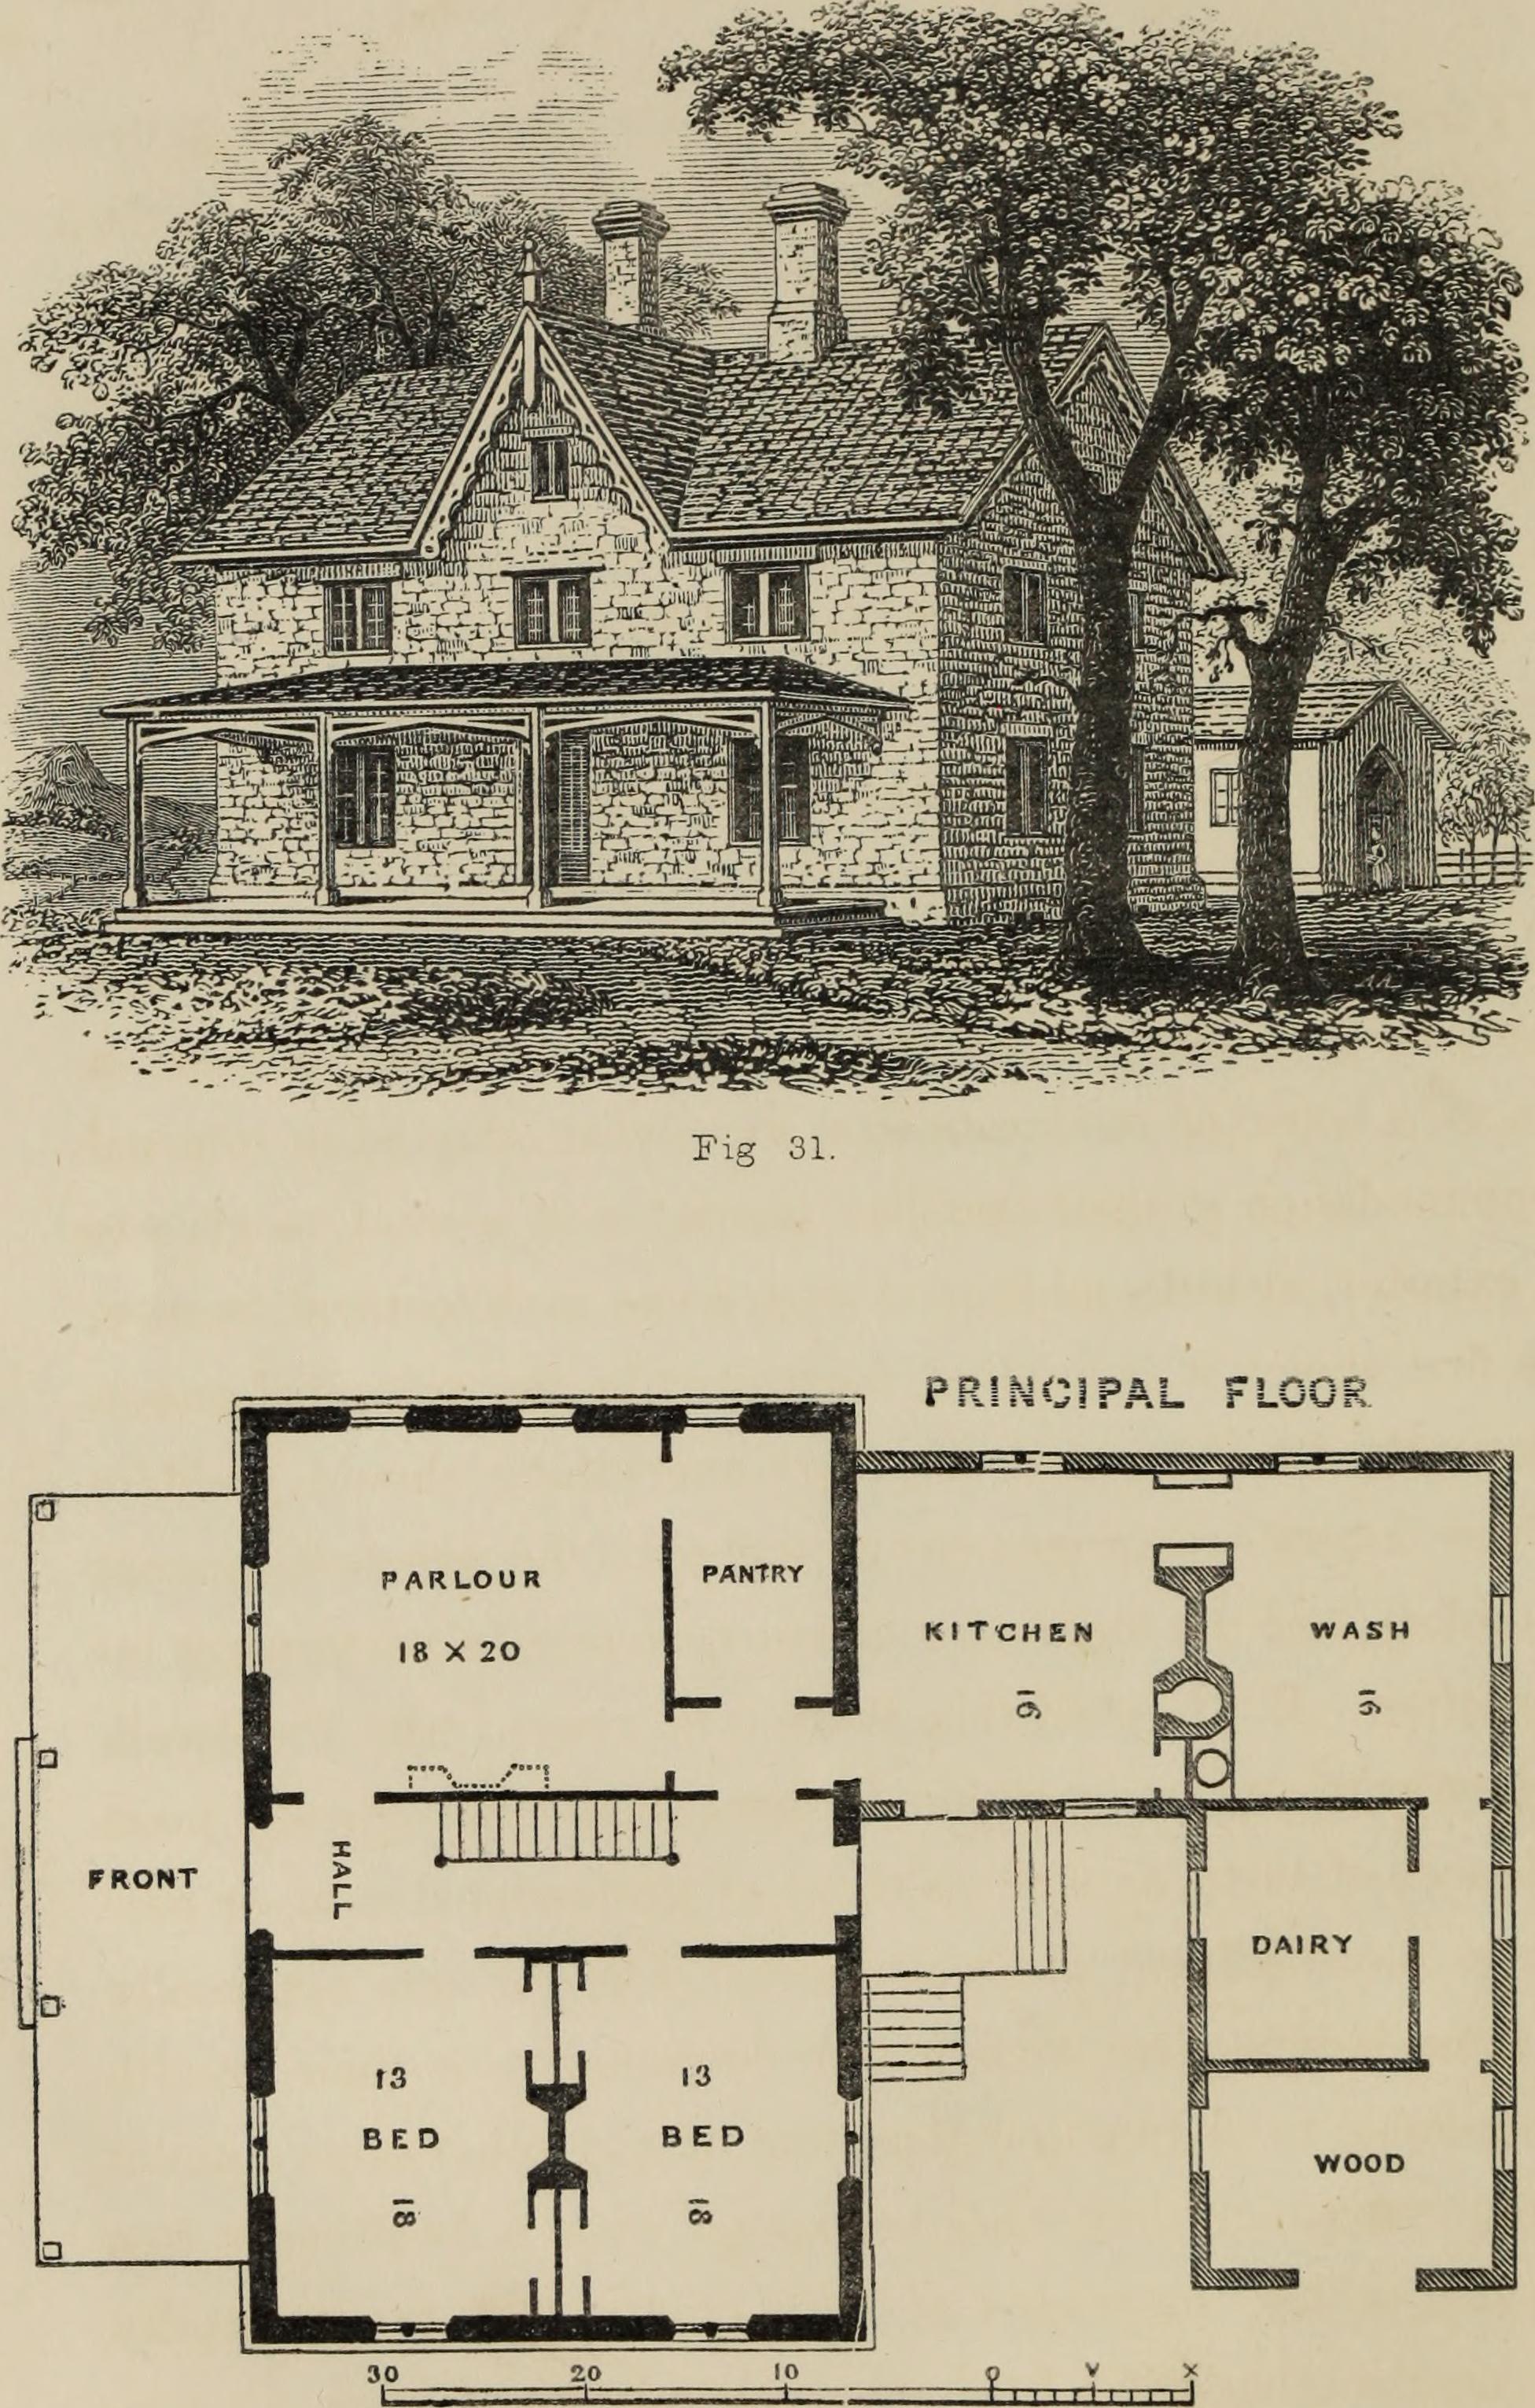 Fig 31.
PRINCIPAL FLOOR
PARLOUR
18 X 20
PANTRY
KITCHEN
16
WASH
16
HALL
FRONT
DAIRY
13
BED
18
13
BED
18
WOOD
30 20 10 0 V X